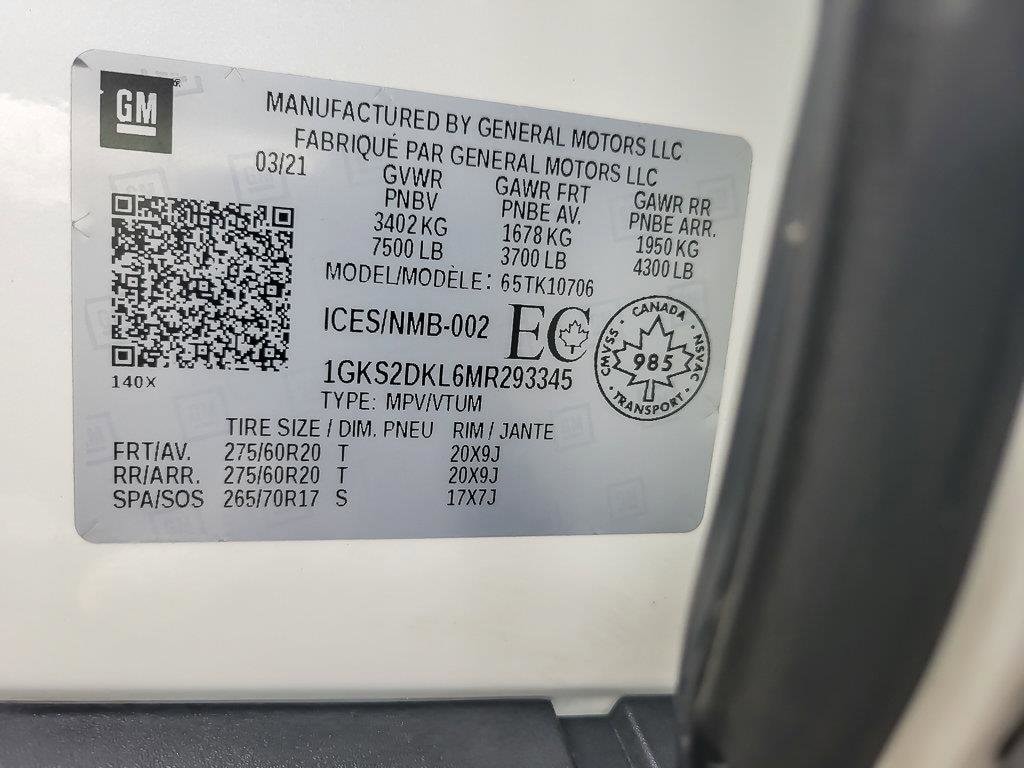 GM
MANUFACTURED BY GENERAL MOTORS LLC
FABRIQUÉ PAR GENERAL MOTORS LLC
03/21
GVWR GAWR FRT GAWR RR
PNBV PNBE AV. PNBE ARR.
3402 KG 1678 KG 1950 KG
7500 LB 3700 LB 4300 LB
MODEL/MODÈLE: 65TK10706
ICES/NMB-002 EC
CANADA
CMVSS NSVAC
985
TRANSPORT
140X
1GKS2DKL6MR293345
TYPE: MPV/VTUM
TIRE SIZE / DIM. PNEU RIM / JANTE
FRT/AV. 275/60R20 T 20X9J
RR/ARR. 275/60R20 T 20X9J
SPA/SOS 265/70R17 S 17X7J